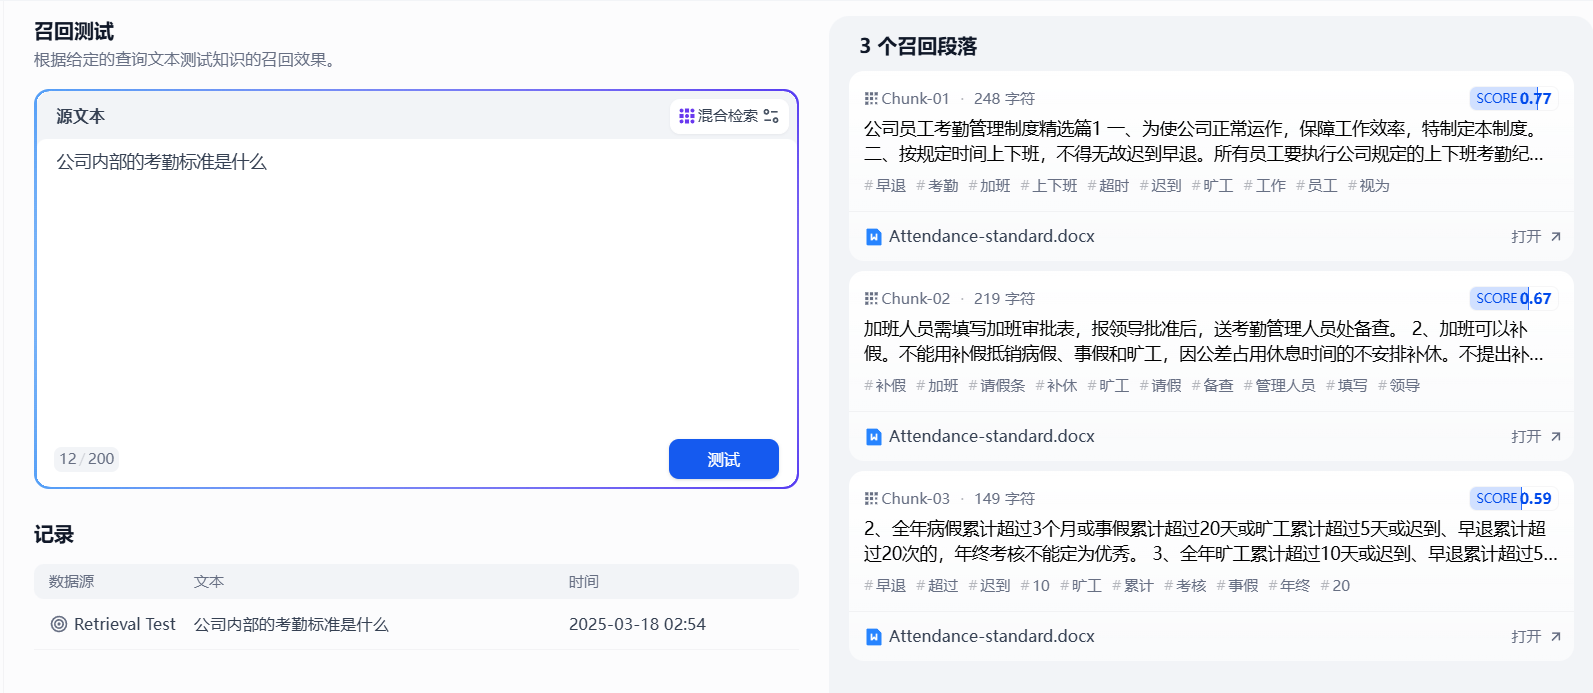 召回测试
根据给定的查询文本测试知识的召回效果。
源文本
混合检索
公司内部的考勤标准是什么
12 / 200
测试
记录
数据源 文本 时间
Retrieval Test 公司内部的考勤标准是什么 2025-03-18 02:54
3 个召回段落
Chunk-01 · 248 字符 SCORE 0.77
公司员工考勤管理制度精选篇1 一、为使公司正常运作，保障工作效率，特制定本制度。
二、按规定时间上下班，不得无故迟到早退。所有员工要执行公司规定的上下班考勤纪...
# 早退 # 考勤 # 加班 # 上下班 # 超时 # 迟到 # 旷工 # 工作 # 员工 # 视为
Attendance-standard.docx 打开
Chunk-02 · 219 字符 SCORE 0.67
加班人员需填写加班审批表，报领导批准后，送考勤管理人员处备查。 2、加班可以补
假。不能用补假抵销病假、事假和旷工，因公差占用休息时间的不安排补休。不提出补...
# 补假 # 加班 # 请假条 # 补休 # 旷工 # 请假 # 备查 # 管理人员 # 填写 # 领导
Attendance-standard.docx 打开
Chunk-03 · 149 字符 SCORE 0.59
2、全年病假累计超过3个月或事假累计超过20天或旷工累计超过5天或迟到、早退累计超
过20次的，年终考核不能定为优秀。 3、全年旷工累计超过10天或迟到、早退累计超过5...
# 早退 # 超过 # 迟到 # 10 # 旷工 # 累计 # 考核 # 事假 # 年终 # 20
Attendance-standard.docx 打开